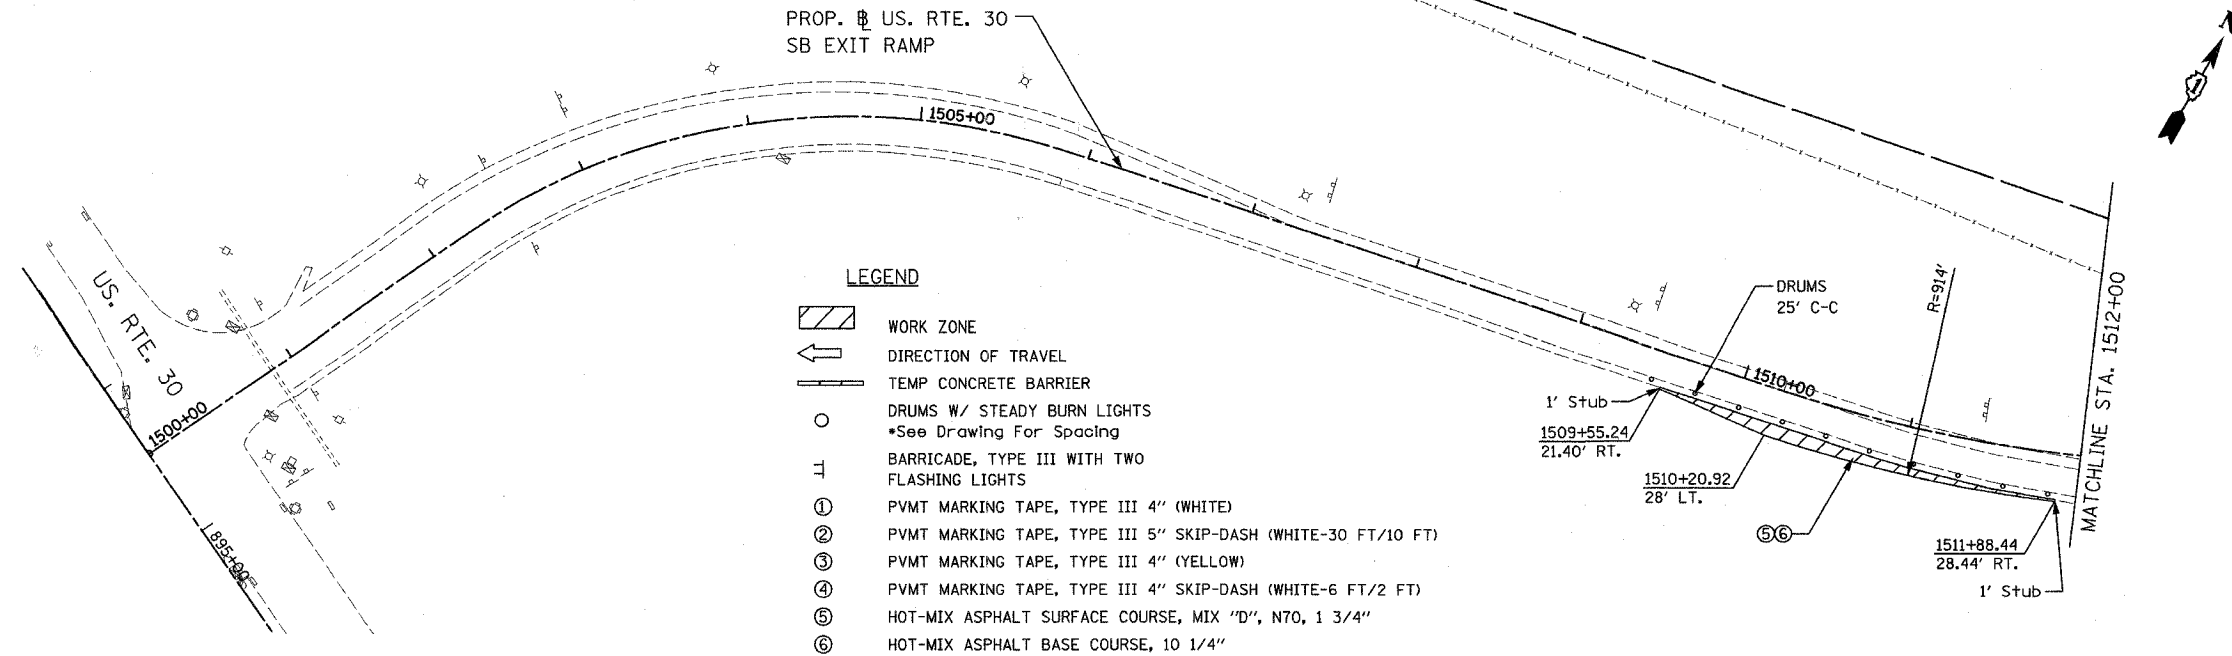 PROP. ℄ US. RTE. 30
SB EXIT RAMP
1505+00
N
1
US. RTE. 30
1500+00
895+00
LEGEND
WORK ZONE
DIRECTION OF TRAVEL
TEMP CONCRETE BARRIER
DRUMS W/ STEADY BURN LIGHTS
*See Drawing For Spacing
BARRICADE, TYPE III WITH TWO
FLASHING LIGHTS
① PVMT MARKING TAPE, TYPE III 4" (WHITE)
② PVMT MARKING TAPE, TYPE III 5" SKIP-DASH (WHITE-30 FT/10 FT)
③ PVMT MARKING TAPE, TYPE III 4" (YELLOW)
④ PVMT MARKING TAPE, TYPE III 4" SKIP-DASH (WHITE-6 FT/2 FT)
⑤ HOT-MIX ASPHALT SURFACE COURSE, MIX "D", N70, 1 3/4"
⑥ HOT-MIX ASPHALT BASE COURSE, 10 1/4"
DRUMS
25' C-C
R=914'
1510+00
1' Stub
1509+55.24
21.40' RT.
1510+20.92
28' LT.
⑤⑥
1511+88.44
28.44' RT.
1' Stub
MATCHLINE STA. 1512+00